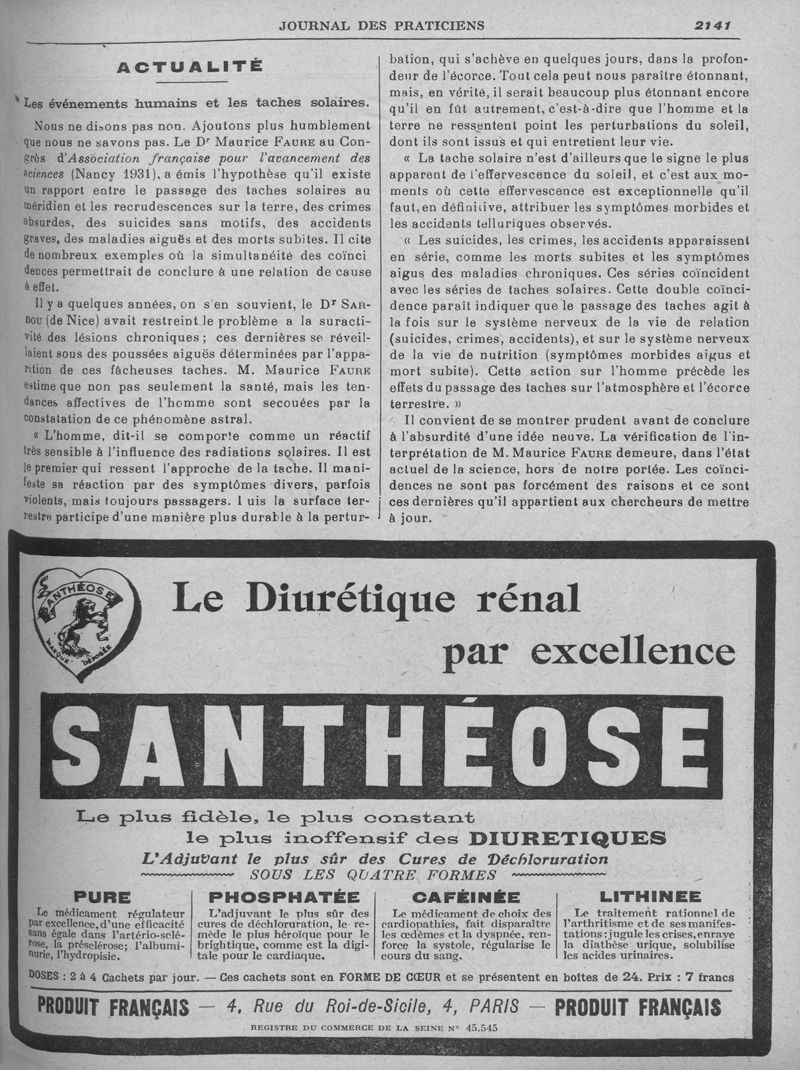 JOURNAL DES PRATICIENS
2141
ACTUALITÉ
Les événements humains et les taches solaires.
Nous ne disons pas non. Ajoutons plus humblement
que nous ne savons pas. Le Dr Maurice FAURE au Con-
grès d'Association française pour l'avancement des
sciences (Nancy 1931), a émis l'hypothèse qu'il existe
un rapport entre le passage des taches solaires au
méridien et les recrudescences sur la terre, des crimes
absurdes, des suicides sans motifs, des accidents
graves, des maladies aiguës et des morts subites. Il cite
de nombreux exemples où la simultanéité des coïnci
dences permettrait de conclure à une relation de cause
à effet.
Il y a quelques années, on s'en souvient, le Dr SAR-
DOU (de Nice) avait restreint le problème a la suracti-
vité des lésions chroniques ; ces dernières se réveil-
laient sous des poussées aiguës déterminées par l'appa-
rition de ces fâcheuses taches. M. Maurice FAURE
estime que non pas seulement la santé, mais les ten-
dances affectives de l'homme sont secouées par la
constatation de ce phénomène astral.
« L'homme, dit-il se comporte comme un réactif
très sensible à l'influence des radiations solaires. Il est
le premier qui ressent l'approche de la tache. Il mani-
feste sa réaction par des symptômes divers, parfois
violents, mais toujours passagers. Puis la surface ter-
restre participe d'une manière plus durable à la pertur-
bation, qui s'achève en quelques jours, dans la profon-
deur de l'écorce. Tout cela peut nous paraître étonnant,
mais, en vérité, il serait beaucoup plus étonnant encore
qu'il en fût autrement, c'est-à-dire que l'homme et la
terre ne ressentent point les perturbations du soleil,
dont ils sont issus et qui entretient leur vie.
« La tache solaire n'est d'ailleurs que le signe le plus
apparent de l'effervescence du soleil, et c'est aux mo-
ments où cette effervescence est exceptionnelle qu'il
faut, en définitive, attribuer les symptômes morbides et
les accidents telluriques observés.
« Les suicides, les crimes, les accidents apparaissent
en série, comme les morts subites et les symptômes
aigus des maladies chroniques. Ces séries coïncident
avec les séries de taches solaires. Cette double coïnci-
dence paraît indiquer que le passage des taches agit à
la fois sur le système nerveux de la vie de relation
(suicides, crimes, accidents), et sur le système nerveux
de la vie de nutrition (symptômes morbides aigus et
mort subite). Cette action sur l'homme précède les
effets du passage des taches sur l'atmosphère et l'écorce
terrestre. »
Il convient de se montrer prudent avant de conclure
à l'absurdité d'une idée neuve. La vérification de l'in-
terprétation de M. Maurice FAURE demeure, dans l'état
actuel de la science, hors de notre portée. Les coïnci-
dences ne sont pas forcément des raisons et ce sont
ces dernières qu'il appartient aux chercheurs de mettre
à jour.
SANTHÉOSE
MARQUE DÉPOSÉE
Le Diurétique rénal
par excellence
SANTHÉOSE
Le plus fidèle, le plus constant
le plus inoffensif des DIURETIQUES
L'Adjuvant le plus sûr des Cures de Déchloruration
SOUS LES QUATRE FORMES
PURE
Le médicament régulateur
par excellence, d'une efficacité
sans égale dans l'artério-sclé-
rose, la présclérose; l'albumi-
nurie, l'hydropisie.
PHOSPHATÉE
L'adjuvant le plus sûr des
cures de déchloruration, le re-
mède le plus héroïque pour le
brightique, comme est la digi-
tale pour le cardiaque.
CAFÉINÉE
Le médicament de choix des
cardiopathies, fait disparaître
les œdèmes et la dyspnée, ren-
force la systole, régularise le
cours du sang.
LITHINEE
Le traitement rationnel de
l'arthritisme et de ses manifes-
tations : jugule les crises, enraye
la diathèse urique, solubilise
les acides urinaires.
DOSES : 2 à 4 Cachets par jour. — Ces cachets sont en FORME DE CŒUR et se présentent en boîtes de 24. Prix : 7 francs
PRODUIT FRANÇAIS — 4, Rue du Roi-de-Sicile, 4, PARIS — PRODUIT FRANÇAIS
REGISTRE DU COMMERCE DE LA SEINE N° 45.545